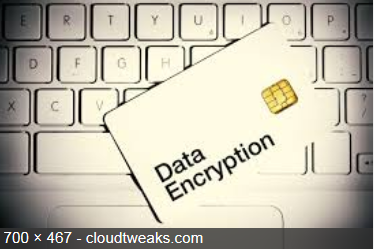 E R T Y U I O P
D F G H
X C V
Data
Encryption
700 × 467 - cloudtweaks.com